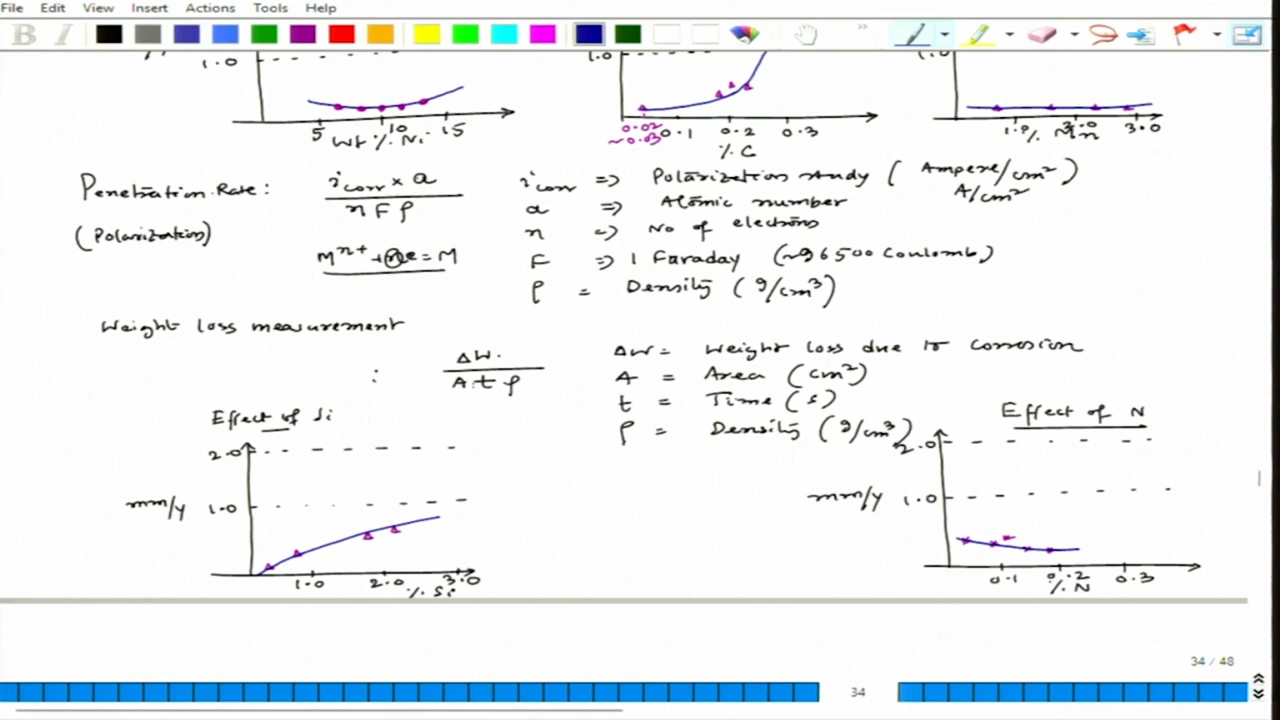 File Edit View Insert Actions Tools Help
B I
1.0
5 10 15
Wt % Ni
1.0
0.02
~0.03
0.1 0.2 0.3
% C
1.0
1.0 2.0 3.0
% Mn
Penetration Rate: icorr x a
n F ρ
(Polarization)
M^n+ + ne = M
icorr => Polarization study (Ampere/cm²)
A/cm²
a => Atomic number
n => No of electrons
F => 1 Faraday (~96500 Coulomb)
ρ = Density (g/cm³)
Weight loss measurement
: ΔW.
A.t ρ
ΔW = Weight loss due to corrosion
A = Area (cm²)
t = Time (s)
ρ = Density (g/cm³)
Effect of Si
2.0
mm/y 1.0
1.0 2.0 3.0
% Si
Effect of N
2.0
mm/y 1.0
0.1 0.2 0.3
% N
34 / 48
34